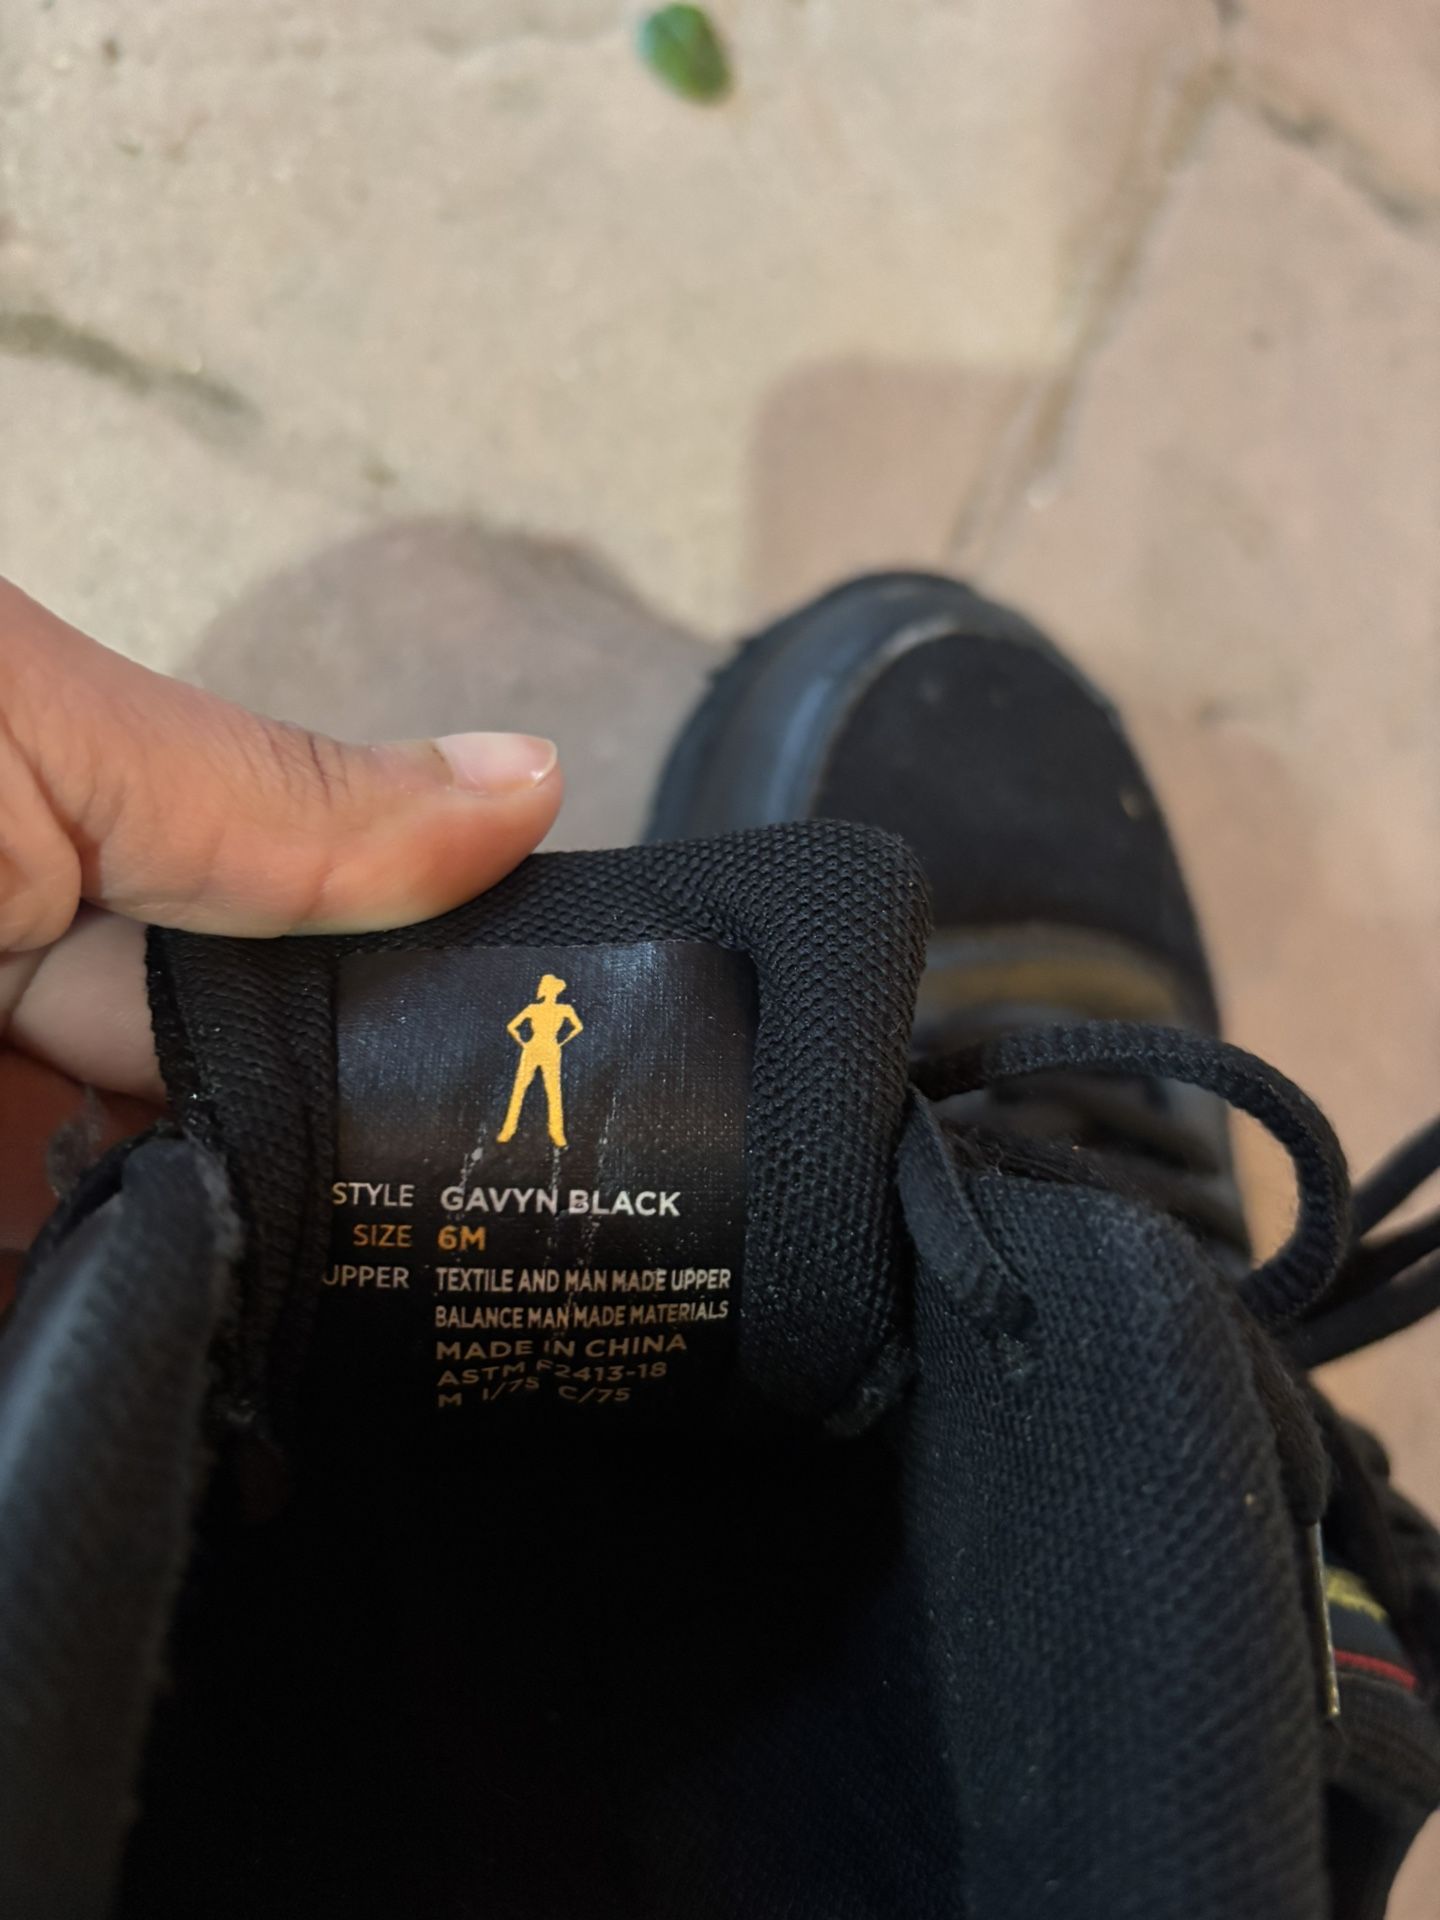 STYLE GAVYN BLACK
SIZE 6M
UPPER TEXTILE AND MAN MADE UPPER
BALANCE MAN MADE MATERIALS
MADE IN CHINA
ASTM F2413-18
M I/75 C/75